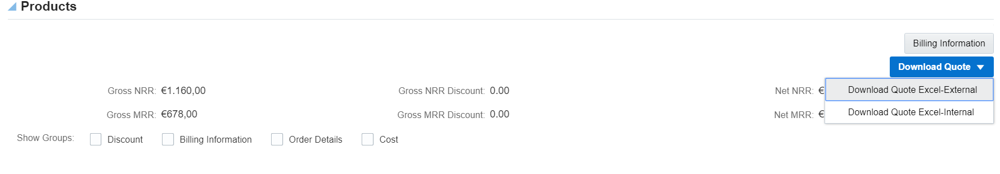 Products
Billing Information
Download Quote
Gross NRR: €1.160,00 Gross NRR Discount: 0.00 Net NRR: € Download Quote Excel-External
Gross MRR: €678,00 Gross MRR Discount: 0.00 Net MRR: € Download Quote Excel-Internal
Show Groups: Discount Billing Information Order Details Cost